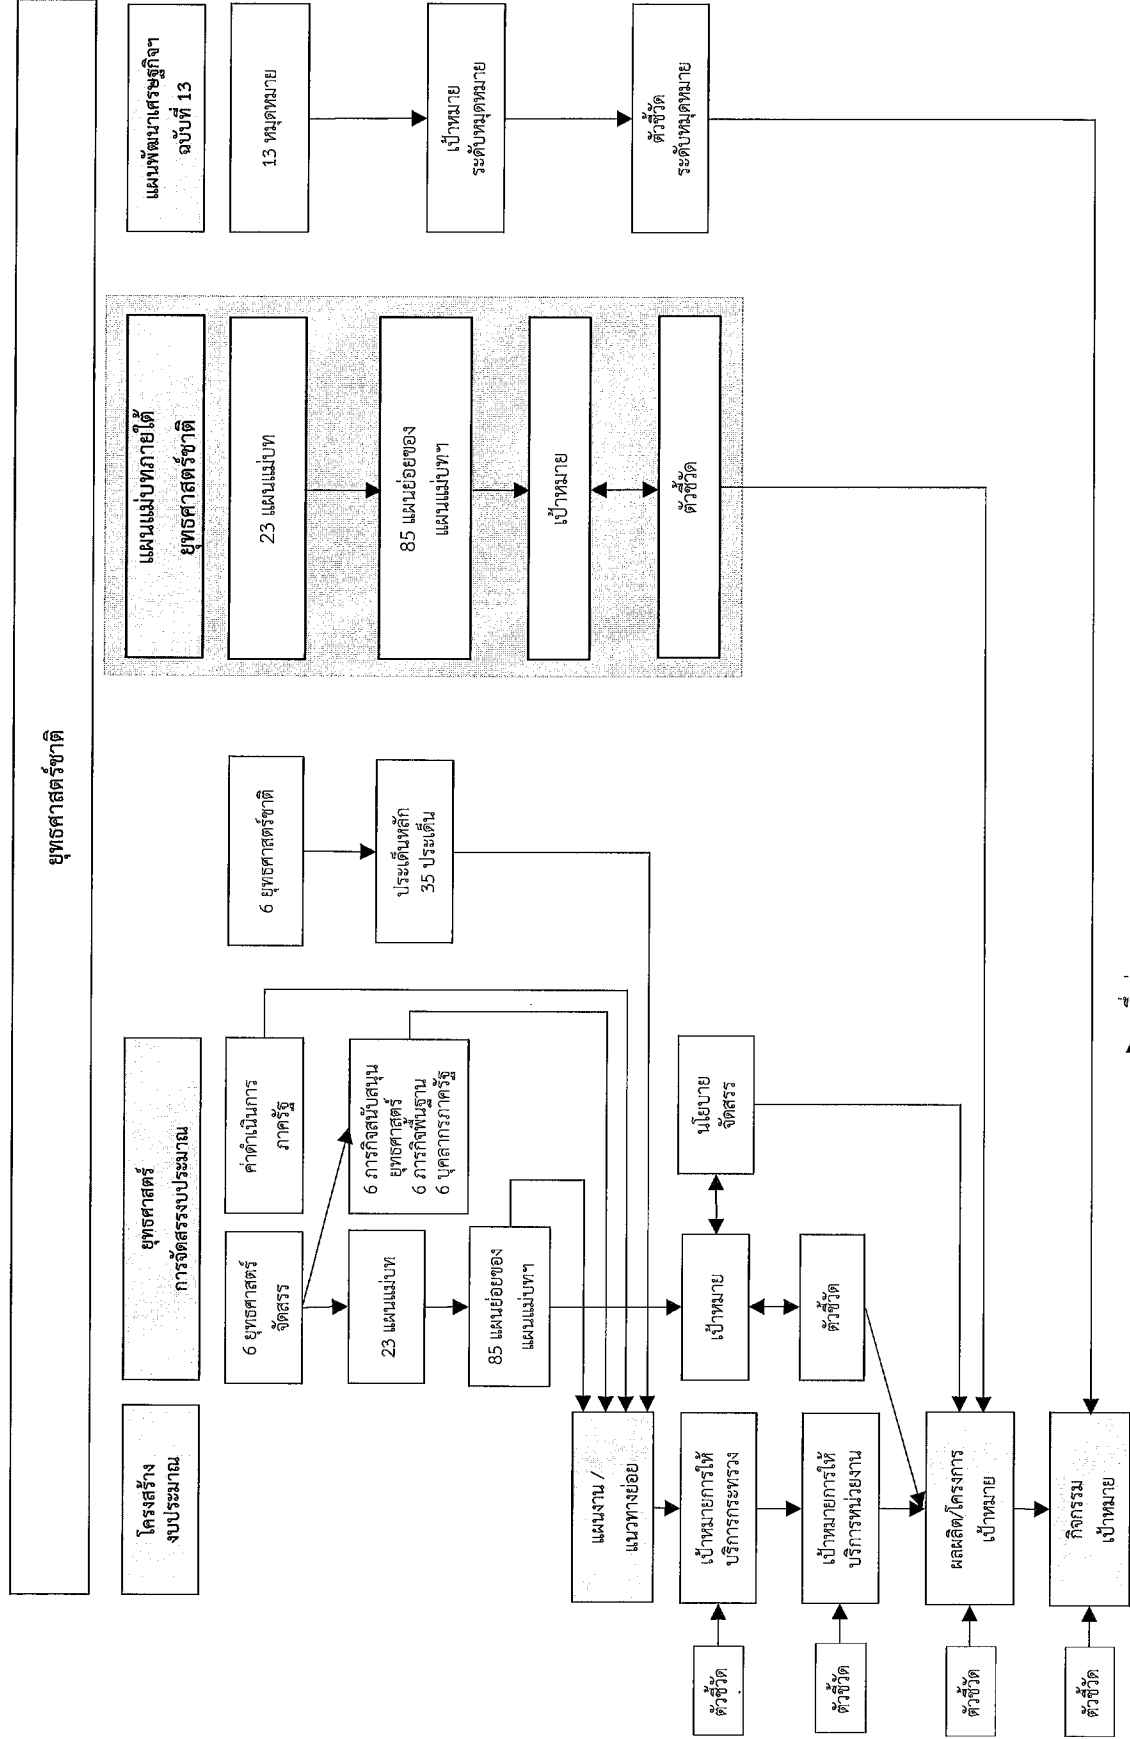 ยุทธศาสตร์ชาติ
โครงสร้าง
งบประมาณ
ยุทธศาสตร์
การจัดสรรงบประมาณ
แผนแม่บทภายใต้
ยุทธศาสตร์ชาติ
แผนพัฒนาเศรษฐกิจฯ
ฉบับที่ 13
6 ยุทธศาสตร์
จัดสรร
ค่าดำเนินการ
ภาครัฐ
6 ยุทธศาสตร์ชาติ
23 แผนแม่บท
13 หมุดหมาย
23 แผนแม่บท
6 ภารกิจสนับสนุน
ยุทธศาสตร์
6 ภารกิจพื้นฐาน
6 บุคลากรภาครัฐ
ประเด็นหลัก
35 ประเด็น
85 แผนย่อยของ
แผนแม่บทฯ
เป้าหมาย
ระดับหมุดหมาย
85 แผนย่อยของ
แผนแม่บทฯ
เป้าหมาย
แผนงาน /
แนวทางย่อย
ตัวชี้วัด
ระดับหมุดหมาย
ตัวชี้วัด
เป้าหมายการให้
บริการกระทรวง
เป้าหมาย
นโยบาย
จัดสรร
ตัวชี้วัด
ตัวชี้วัด
เป้าหมายการให้
บริการหน่วยงาน
ตัวชี้วัด
ตัวชี้วัด
ผลผลิต/โครงการ
เป้าหมาย
ตัวชี้วัด
กิจกรรม
เป้าหมาย